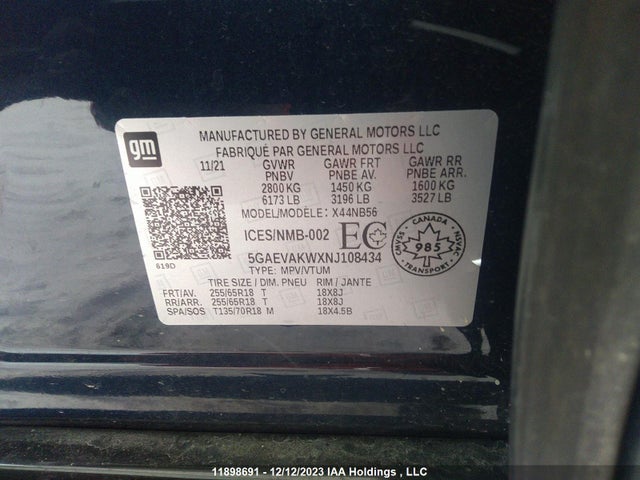 gm
MANUFACTURED BY GENERAL MOTORS LLC
FABRIQUÉ PAR GENERAL MOTORS LLC
11/21 GVWR GAWR FRT GAWR RR
PNBV PNBE AV. PNBE ARR.
2800 KG 1450 KG 1600 KG
6173 LB 3196 LB 3527 LB
MODEL/MODÈLE: X44NB56
ICES/NMB-002 EC
CANADA
CMVSS 985 NSVAC
TRANSPORT
619D
5GAEVAKWXNJ108434
TYPE: MPV/VTUM
TIRE SIZE / DIM. PNEU RIM / JANTE
FRT/AV. 255/65R18 T 18X8J
RR/ARR. 255/65R18 T 18X8J
SPA/SOS T135/70R18 M 18X4.5B
11898691 - 12/12/2023 IAA Holdings , LLC